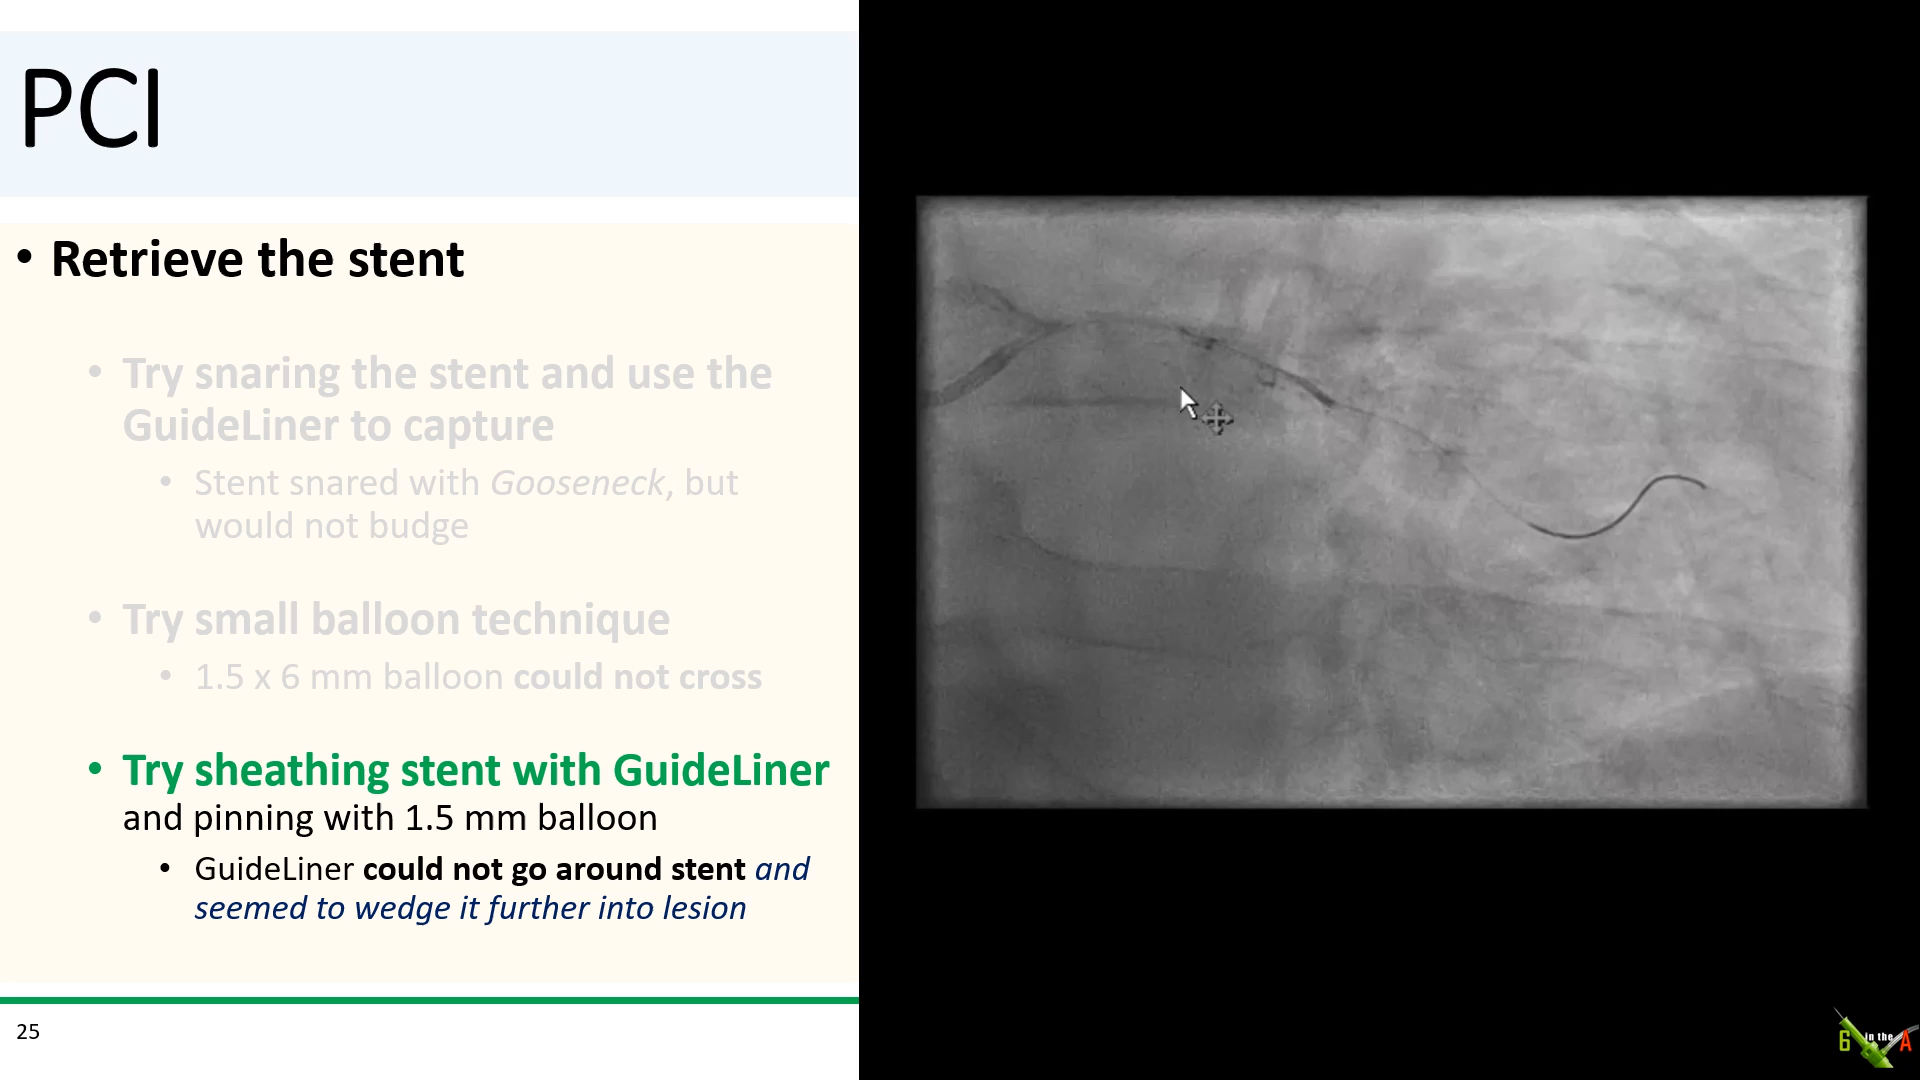 PCI
• Retrieve the stent
• Try snaring the stent and use the
GuideLiner to capture
• Stent snared with Gooseneck, but
would not budge
• Try small balloon technique
• 1.5 x 6 mm balloon could not cross
• Try sheathing stent with GuideLiner
and pinning with 1.5 mm balloon
• GuideLiner could not go around stent and
seemed to wedge it further into lesion
25
6 in the A